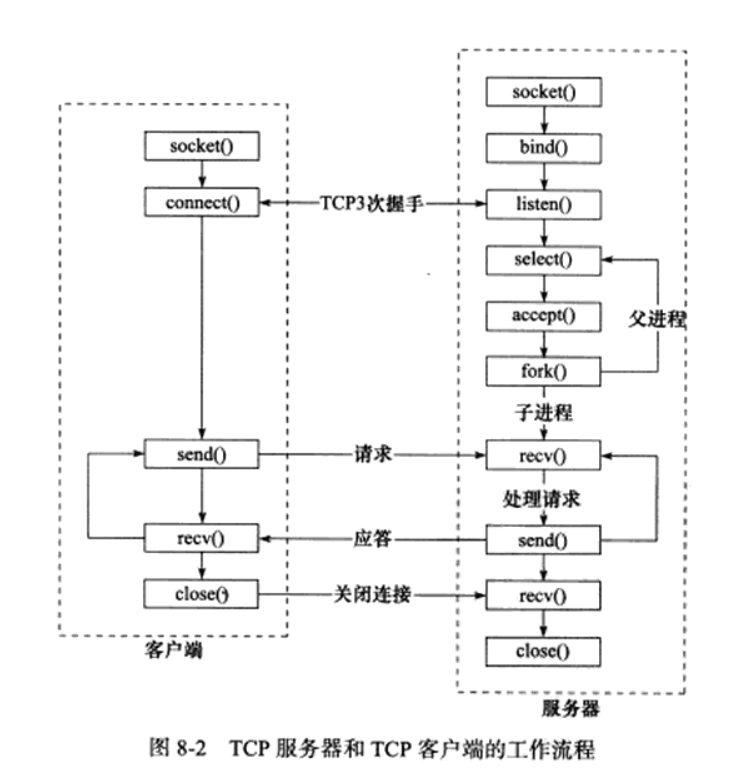 socket()
socket()
bind()
connect()
TCP3次握手
listen()
select()
accept()
父进程
fork()
子进程
send()
请求
recv()
处理请求
recv()
应答
send()
close()
关闭连接
recv()
客户端
close()
服务器
图 8-2 TCP 服务器和 TCP 客户端的工作流程